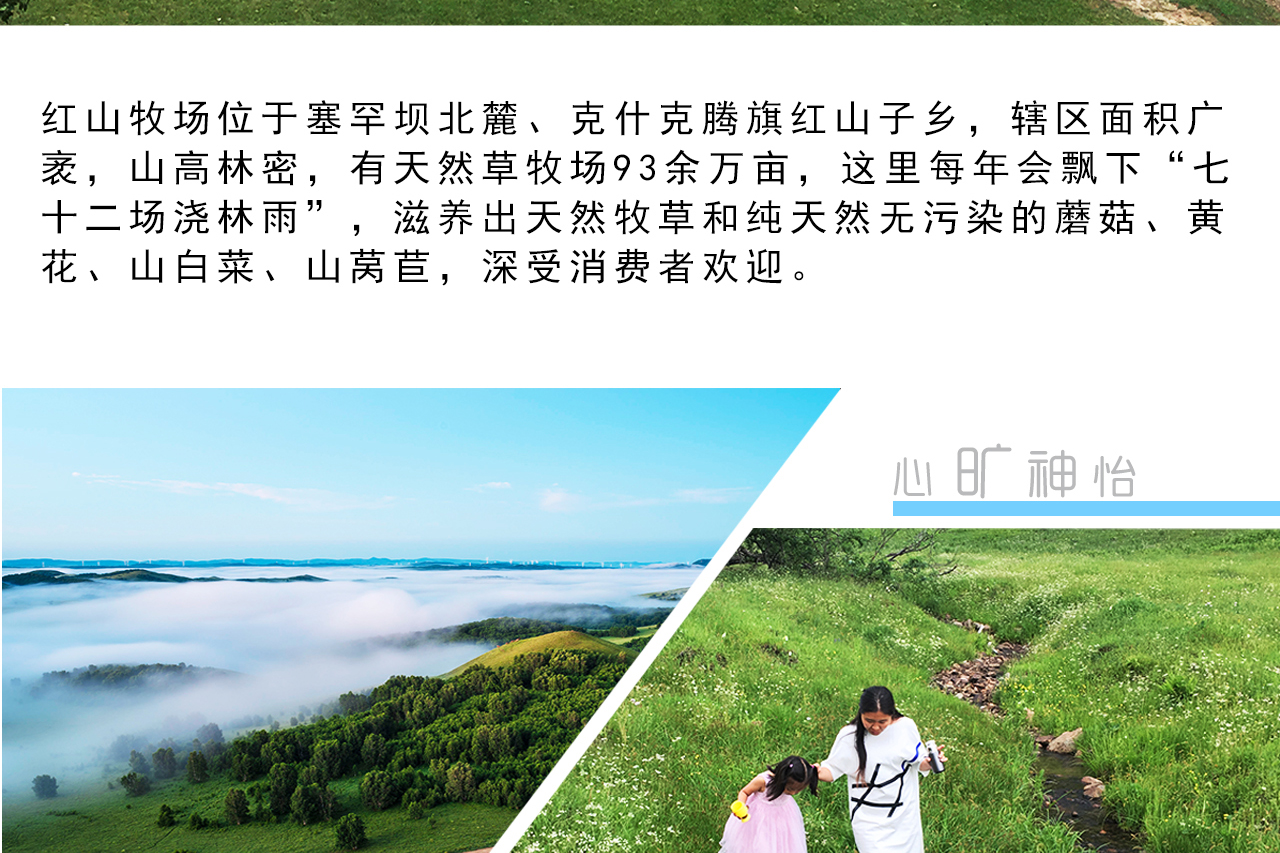 红山牧场位于塞罕坝北麓、克什克腾旗红山子乡，辖区面积广
袤，山高林密，有天然草牧场93余万亩，这里每年会飘下“七
十二场浇林雨”，滋养出天然牧草和纯天然无污染的蘑菇、黄
花、山白菜、山莴苣，深受消费者欢迎。
心旷神怡